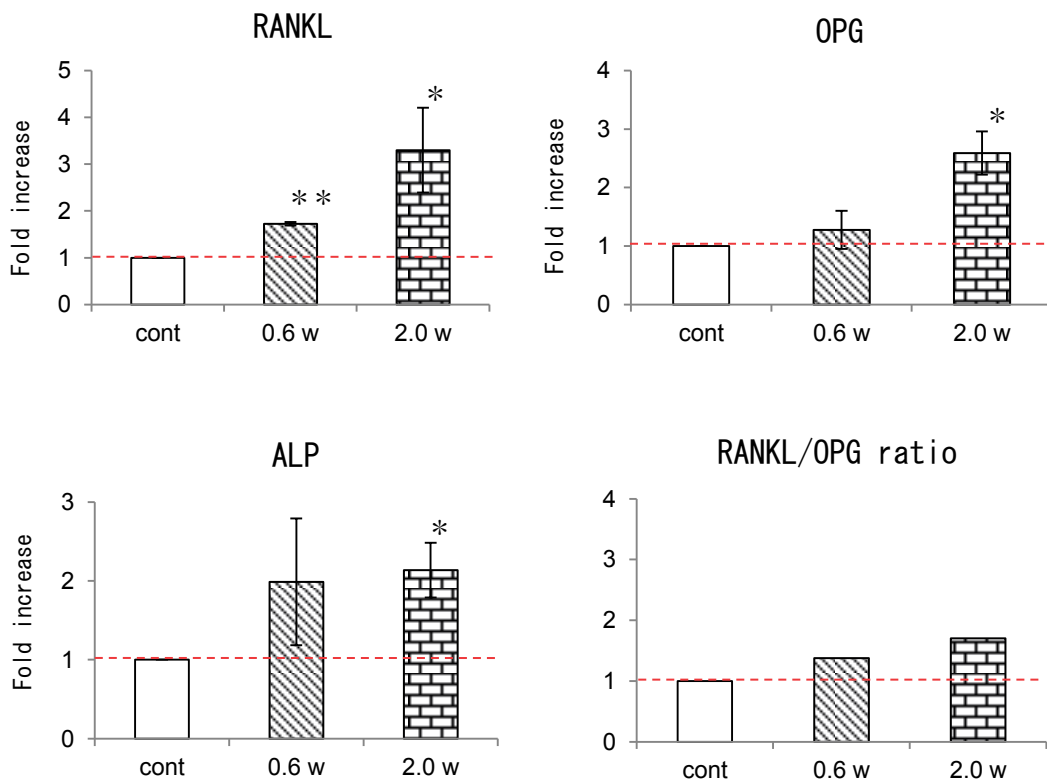 RANKL
5
4
3
2
1
0
Fold increase
*
**
cont
0.6 w
2.0 w
OPG
4
3
2
1
0
Fold increase
*
cont
0.6 w
2.0 w
ALP
3
2
1
0
Fold increase
*
cont
0.6 w
2.0 w
RANKL/OPG ratio
4
3
2
1
0
cont
0.6 w
2.0 w